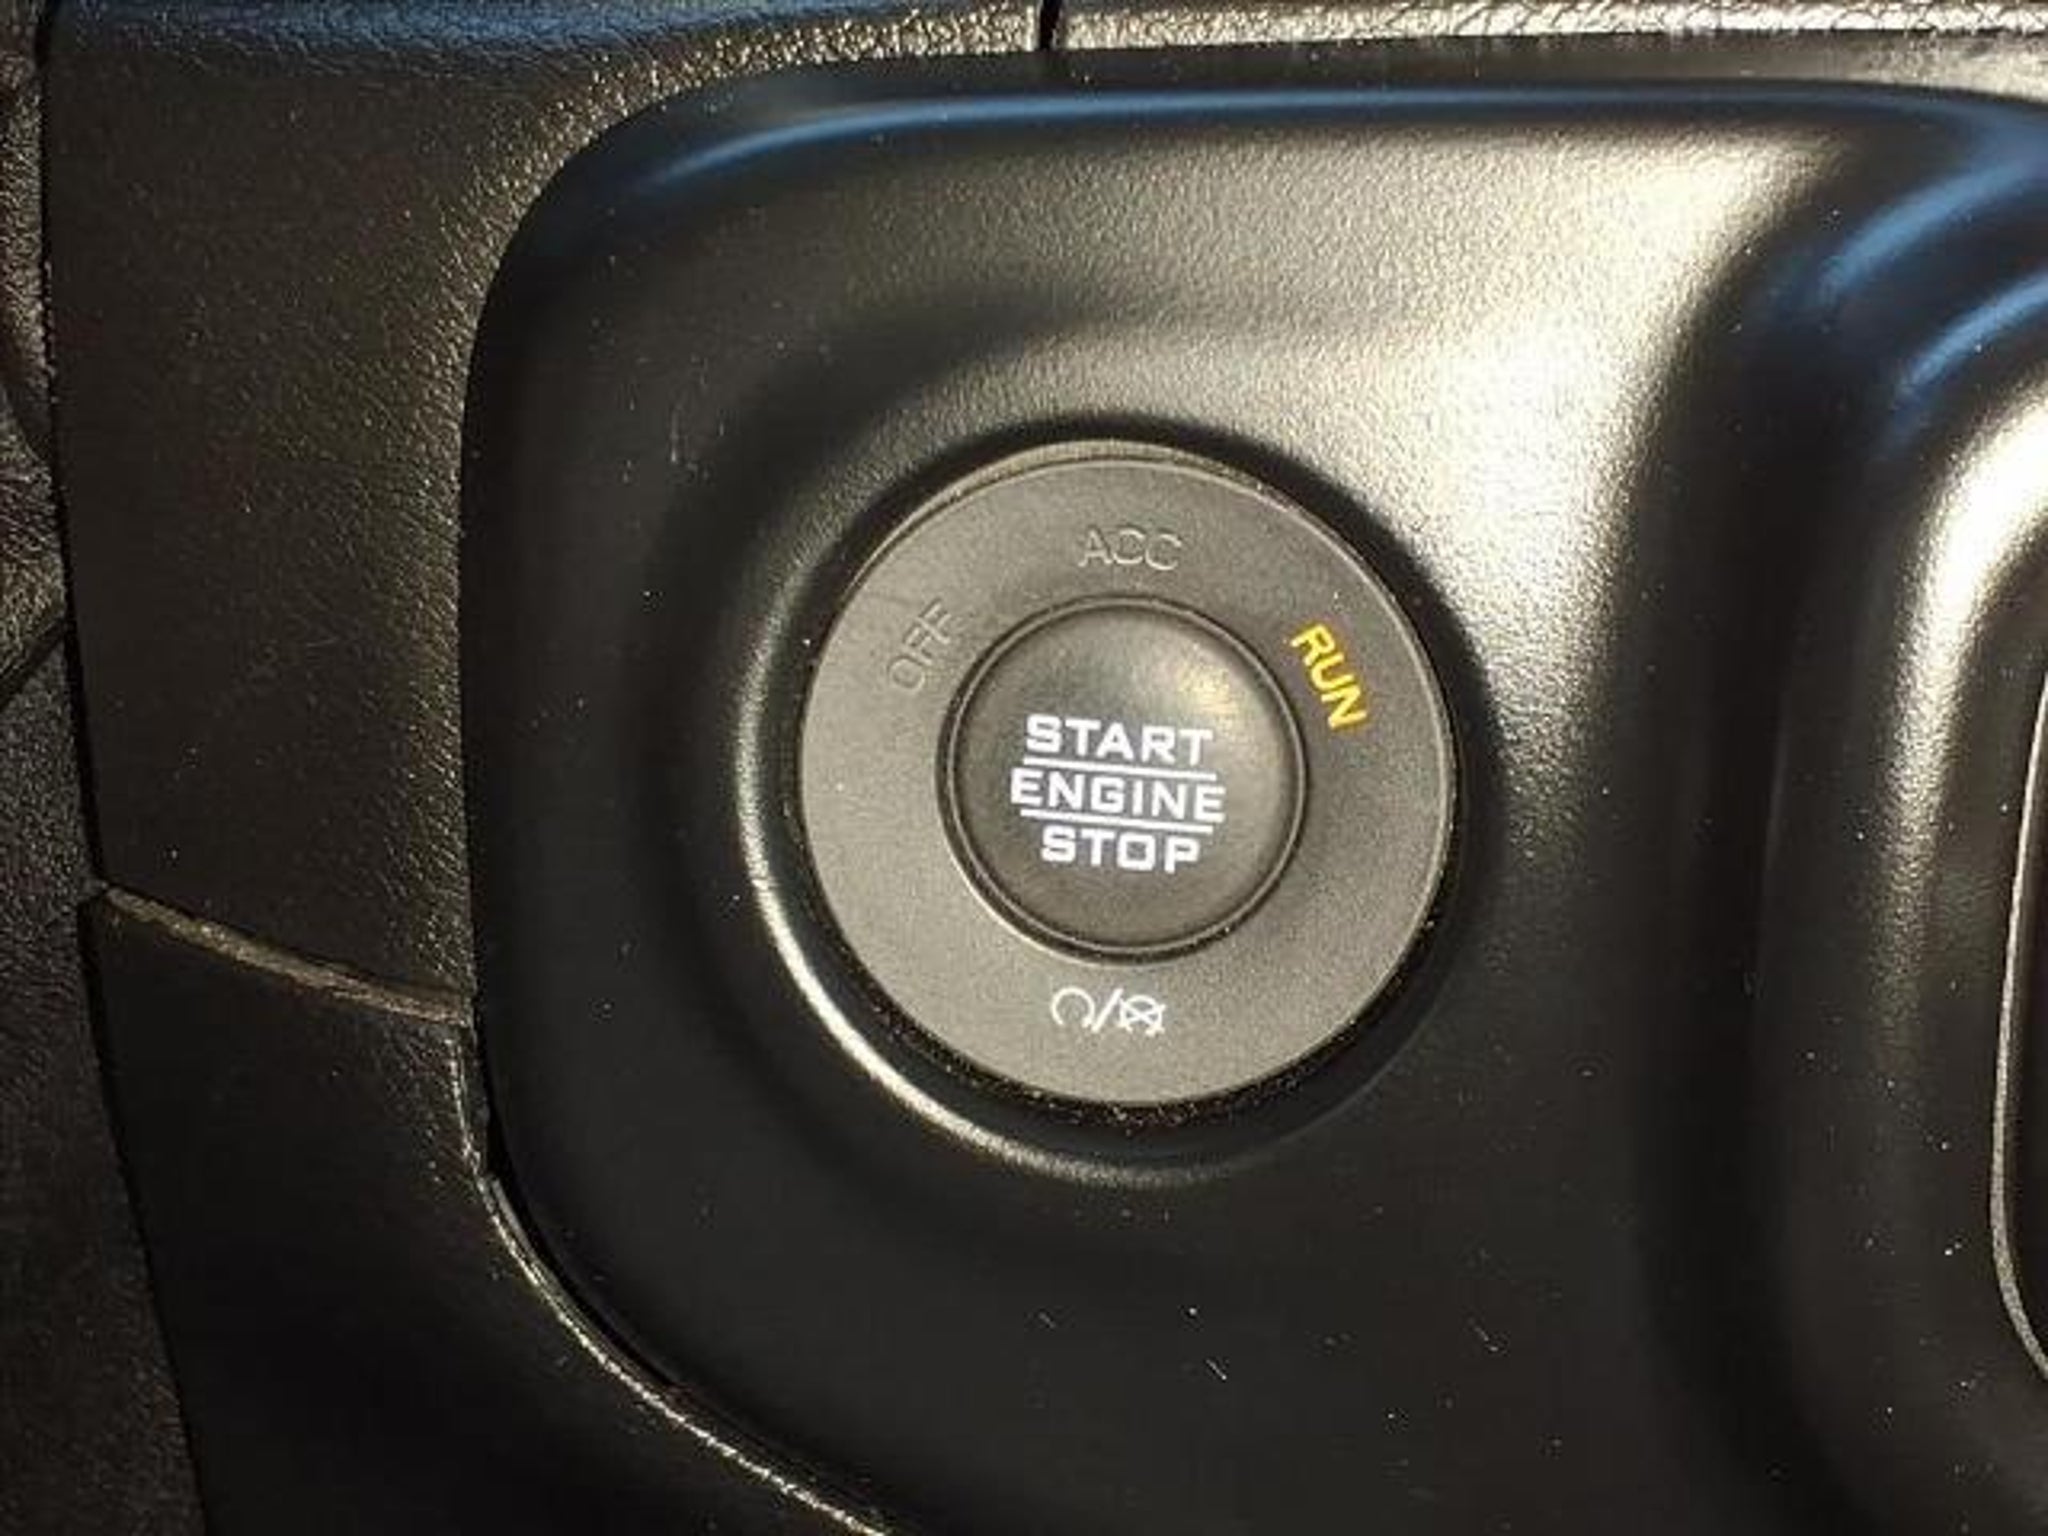 ACC
OFF
RUN
START
ENGINE
STOP